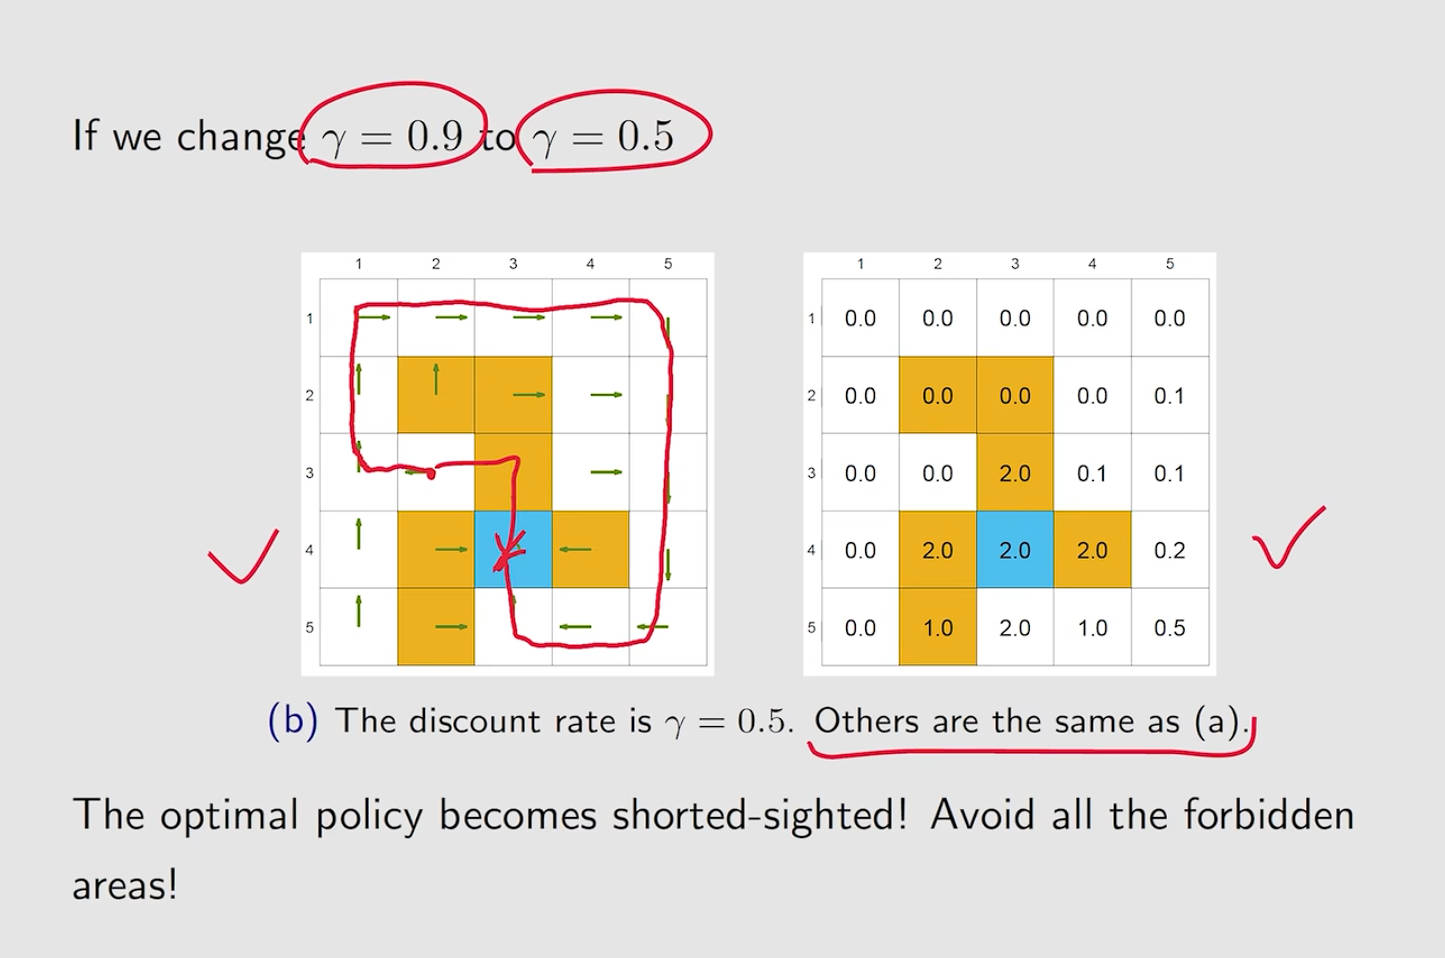 If we change γ = 0.9 to γ = 0.5
1 2 3 4 5
1
2
3
4
5
1 2 3 4 5
1 0.0 0.0 0.0 0.0 0.0
2 0.0 0.0 0.0 0.0 0.1
3 0.0 0.0 2.0 0.1 0.1
4 0.0 2.0 2.0 2.0 0.2
5 0.0 1.0 2.0 1.0 0.5
(b) The discount rate is γ = 0.5. Others are the same as (a).
The optimal policy becomes shorted-sighted! Avoid all the forbidden
areas!